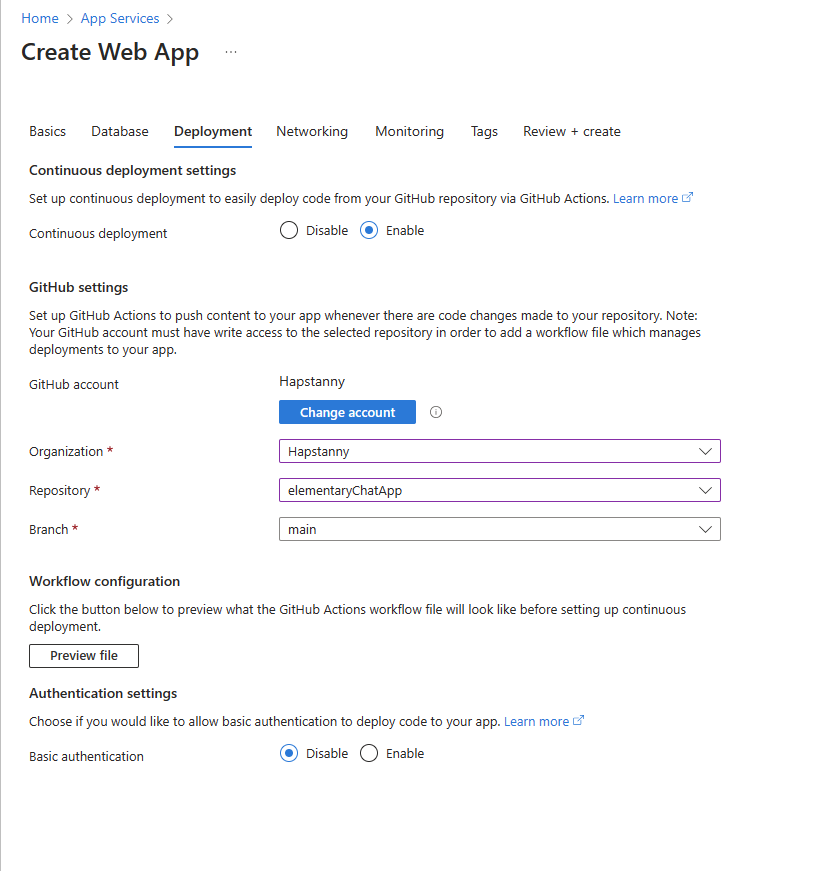 Home > App Services >
Create Web App ...
Basics Database Deployment Networking Monitoring Tags Review + create
Continuous deployment settings
Set up continuous deployment to easily deploy code from your GitHub repository via GitHub Actions. Learn more
Continuous deployment Disable Enable
GitHub settings
Set up GitHub Actions to push content to your app whenever there are code changes made to your repository. Note:
Your GitHub account must have write access to the selected repository in order to add a workflow file which manages
deployments to your app.
GitHub account Hapstanny
Change account
Organization * Hapstanny
Repository * elementaryChatApp
Branch * main
Workflow configuration
Click the button below to preview what the GitHub Actions workflow file will look like before setting up continuous
deployment.
Preview file
Authentication settings
Choose if you would like to allow basic authentication to deploy code to your app. Learn more
Basic authentication Disable Enable